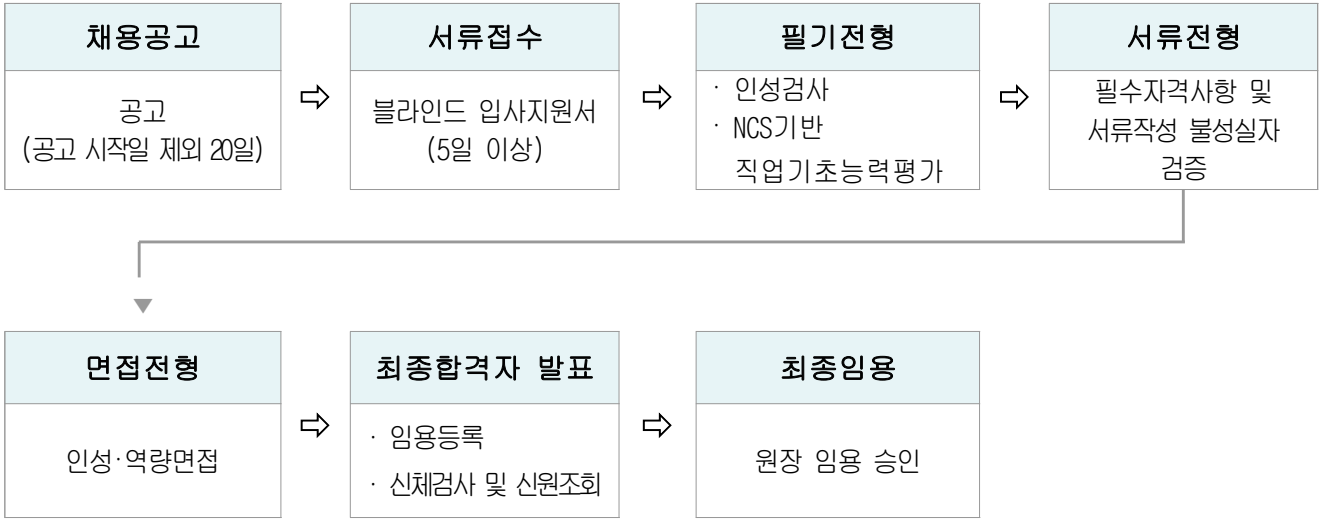 채용공고
공고
(공고 시작일 제외 20일)
서류접수
블라인드 입사지원서
(5일 이상)
필기전형
· 인성검사
· NCS기반
직업기초능력평가
서류전형
필수자격사항 및
서류작성 불성실자
검증
면접전형
인성·역량면접
최종합격자 발표
· 임용등록
· 신체검사 및 신원조회
최종임용
원장 임용 승인